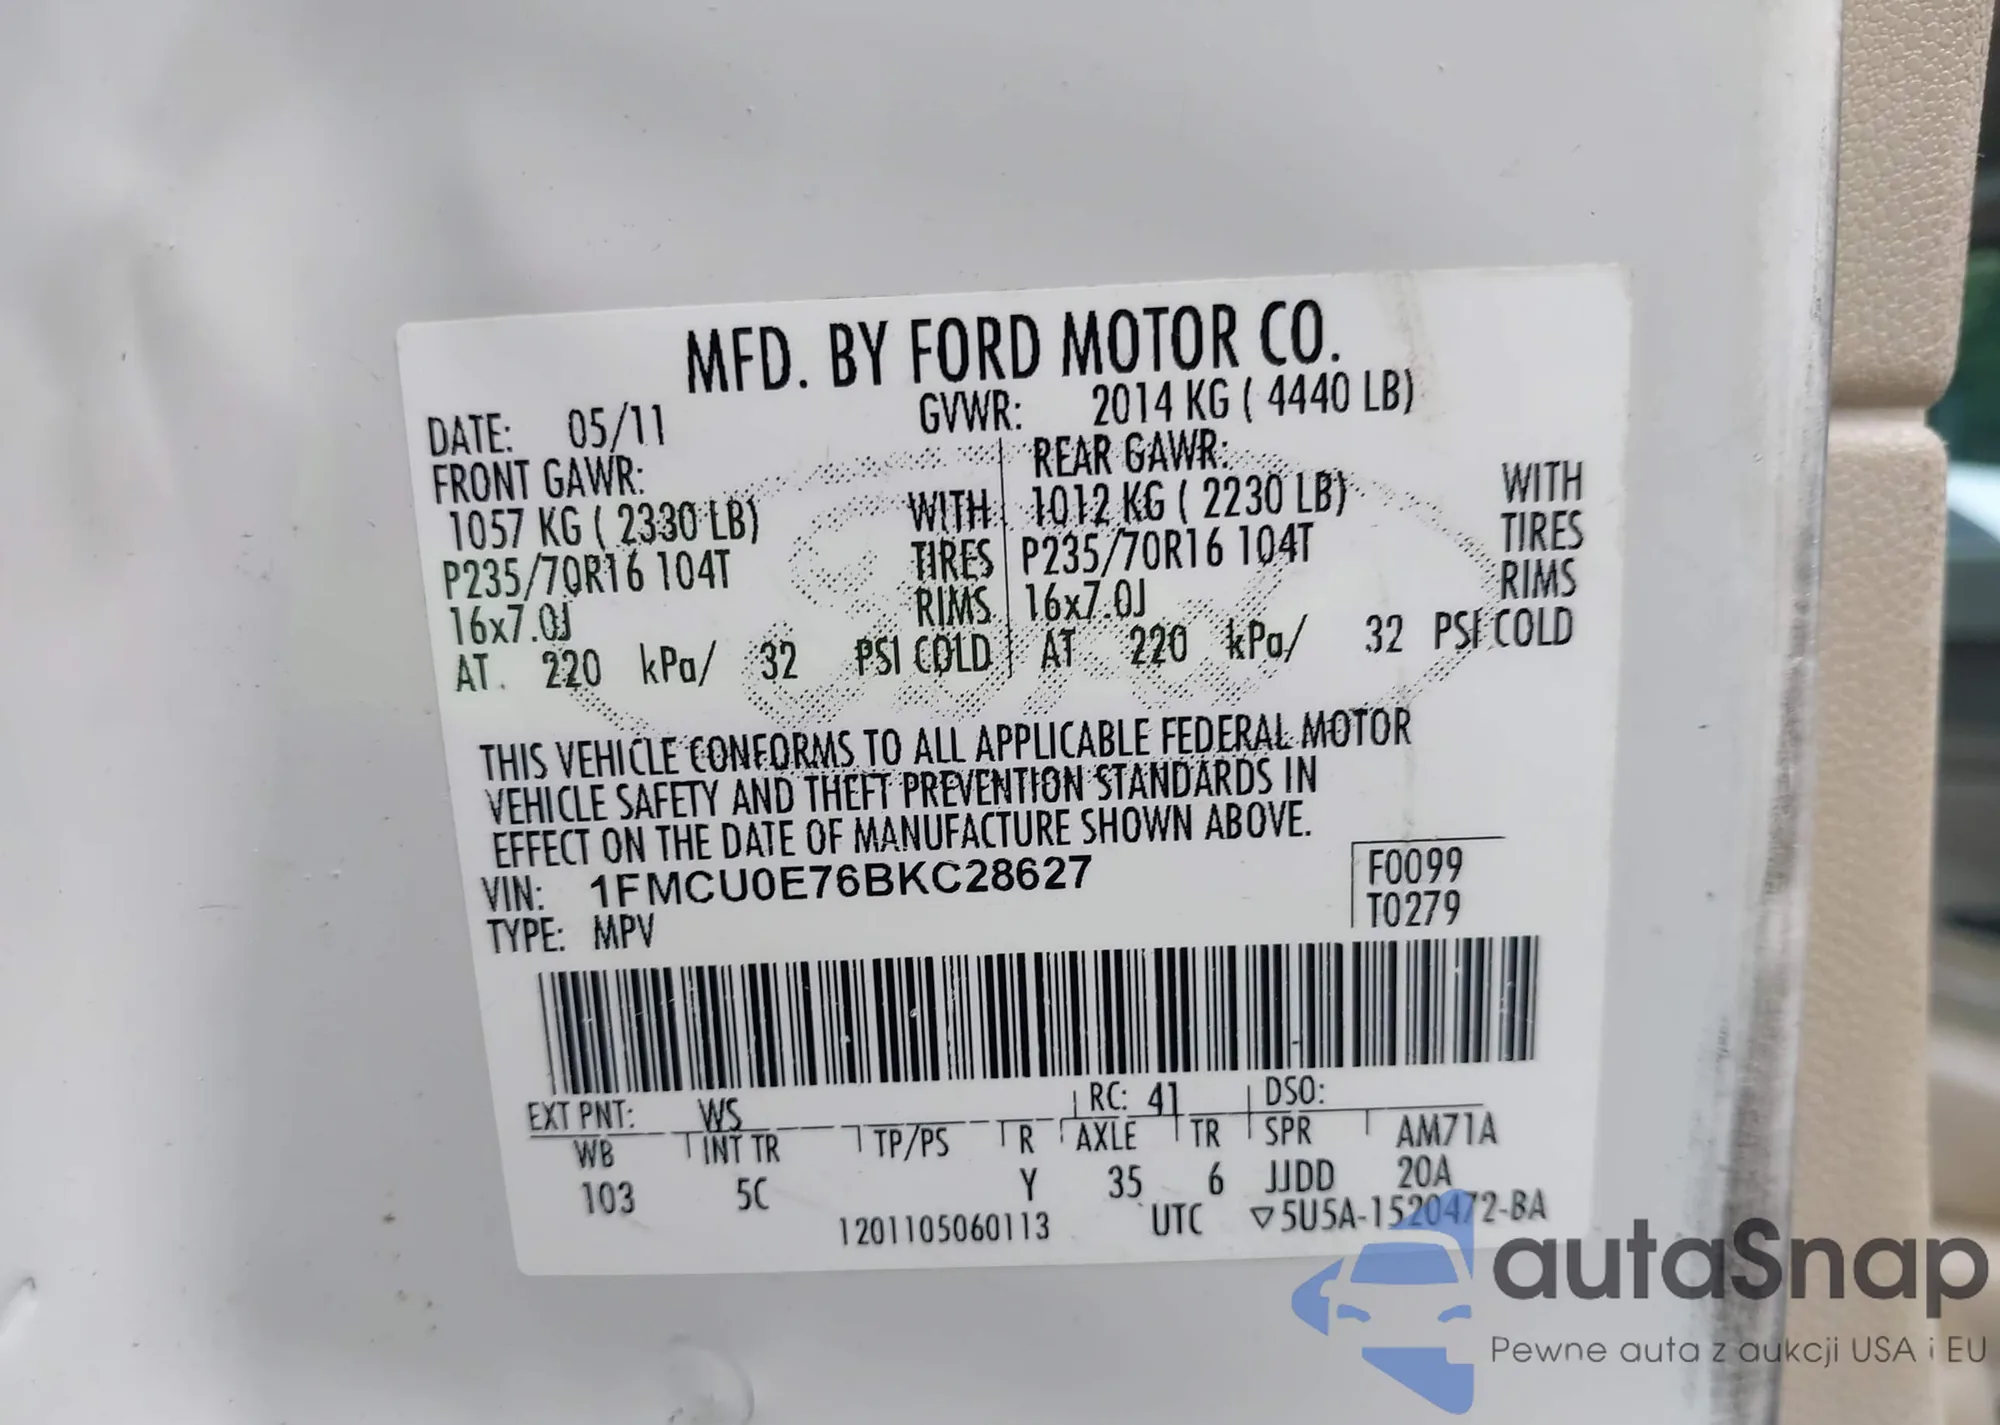 MFD. BY FORD MOTOR CO.
DATE: 05/11 GVWR: 2014 KG ( 4440 LB)
FRONT GAWR: REAR GAWR:
1057 KG ( 2330 LB) WITH 1012 KG ( 2230 LB) WITH
P235/70R16 104T TIRES P235/70R16 104T TIRES
16x7.0J RIMS 16x7.0J RIMS
AT 220 kPa/ 32 PSI COLD AT 220 kPa/ 32 PSI COLD
THIS VEHICLE CONFORMS TO ALL APPLICABLE FEDERAL MOTOR
VEHICLE SAFETY AND THEFT PREVENTION STANDARDS IN
EFFECT ON THE DATE OF MANUFACTURE SHOWN ABOVE.
VIN: 1FMCU0E76BKC28627 F0099
TYPE: MPV T0279
EXT PNT: WS RC: 41 DSO:
WB INT TR TP/PS R AXLE TR SPR AM71A
103 5C Y 35 6 JJDD 20A
1201105060113 UTC ▽5U5A-1520472-BA
autaSnap
Pewne auta z aukcji USA i EU